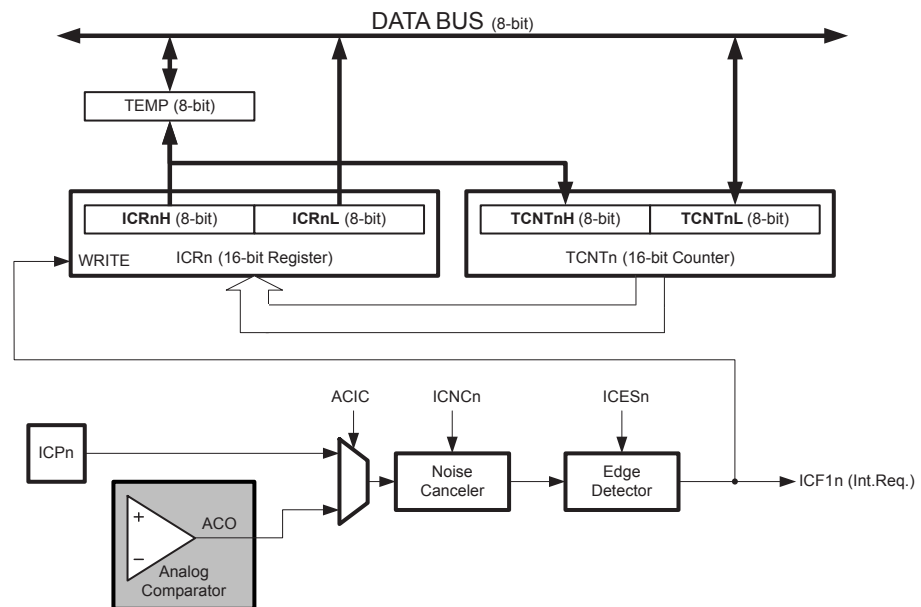 DATA BUS (8-bit)
TEMP (8-bit)
ICRnH (8-bit) ICRnL (8-bit) TCNTnH (8-bit) TCNTnL (8-bit)
WRITE ICRn (16-bit Register) TCNTn (16-bit Counter)
ACIC ICNCn ICESn
ICPn
Noise
Canceler
Edge
Detector
ICF1n (Int.Req.)
+
ACO
−
Analog
Comparator